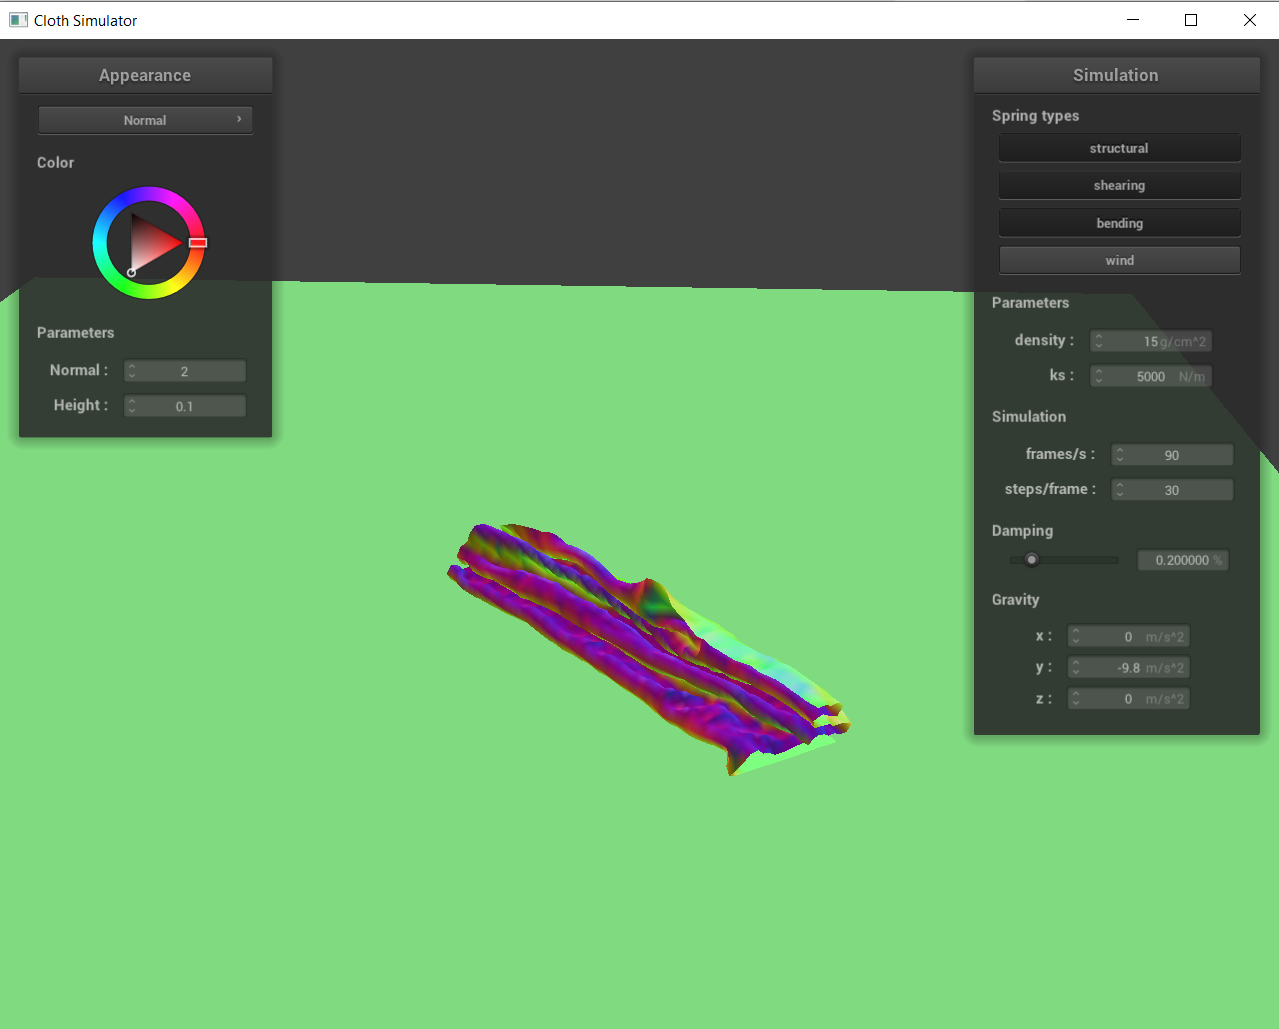 Cloth Simulator
Appearance
Normal
Color
Parameters
Normal : 2
Height : 0.1
Simulation
Spring types
structural
shearing
bending
wind
Parameters
density : 15 g/cm^2
ks : 5000 N/m
Simulation
frames/s : 90
steps/frame : 30
Damping
0.200000 %
Gravity
x : 0 m/s^2
y : -9.8 m/s^2
z : 0 m/s^2